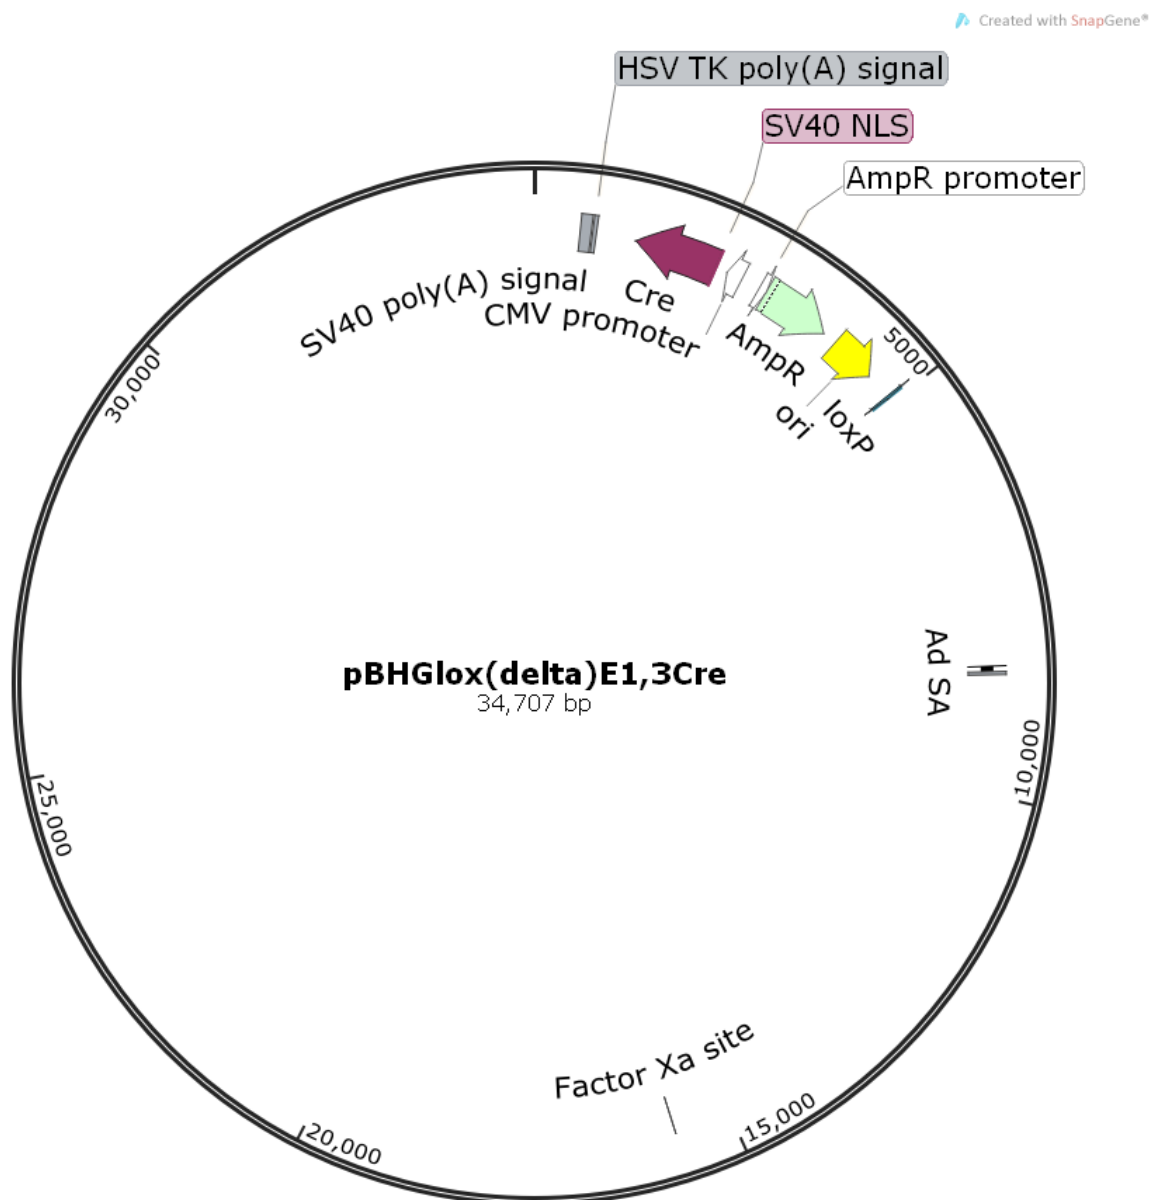 Created with SnapGene®
HSV TK poly(A) signal
SV40 NLS
AmpR promoter
SV40 poly(A) signal
Cre
CMV promoter
AmpR
ori
loxP
5000
30,000
Ad SA
pBHGlox(delta)E1,3Cre
34,707 bp
10,000
25,000
Factor Xa site
15,000
20,000